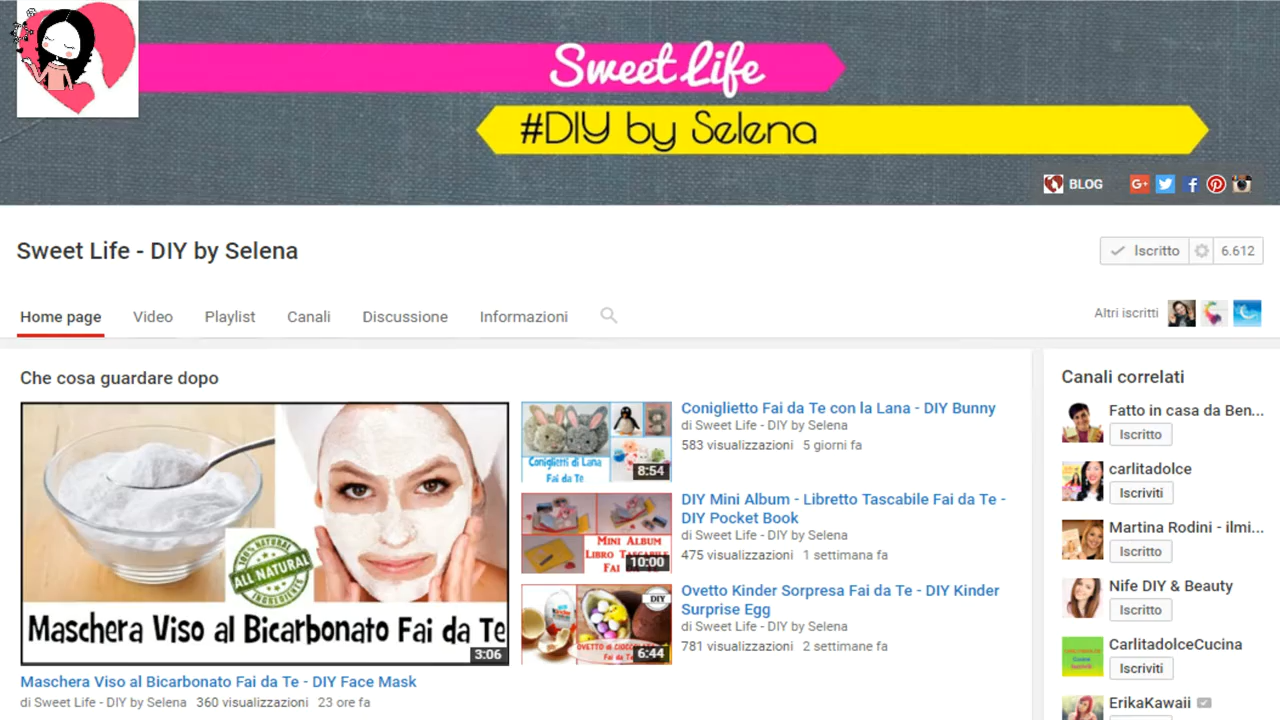 Sweet Life
#DIY by Selena
BLOG
Sweet Life - DIY by Selena
Iscritto
6.612
Home page
Video
Playlist
Canali
Discussione
Informazioni
Altri iscritti
Che cosa guardare dopo
100% NATURAL
ALL NATURAL
INGREDIENTS
Maschera Viso al Bicarbonato Fai da Te
3:06
Maschera Viso al Bicarbonato Fai da Te - DIY Face Mask
di Sweet Life - DIY by Selena 360 visualizzazioni 23 ore fa
Coniglietti di Lana
Fai da Te
8:54
Coniglietto Fai da Te con la Lana - DIY Bunny
di Sweet Life - DIY by Selena
583 visualizzazioni 5 giorni fa
Mini Album
Libro Tascabile
Fai da
10:00
DIY Mini Album - Libretto Tascabile Fai da Te -
DIY Pocket Book
di Sweet Life - DIY by Selena
475 visualizzazioni 1 settimana fa
DIY
Fai da Te
6:44
Ovetto Kinder Sorpresa Fai da Te - DIY Kinder
Surprise Egg
di Sweet Life - DIY by Selena
781 visualizzazioni 2 settimane fa
Canali correlati
Fatto in casa da Ben...
Iscritto
carlitadolce
Iscriviti
Martina Rodini - ilmi...
Iscritto
Nife DIY & Beauty
Iscritto
CarlitadolceCucina
Iscriviti
ErikaKawaii